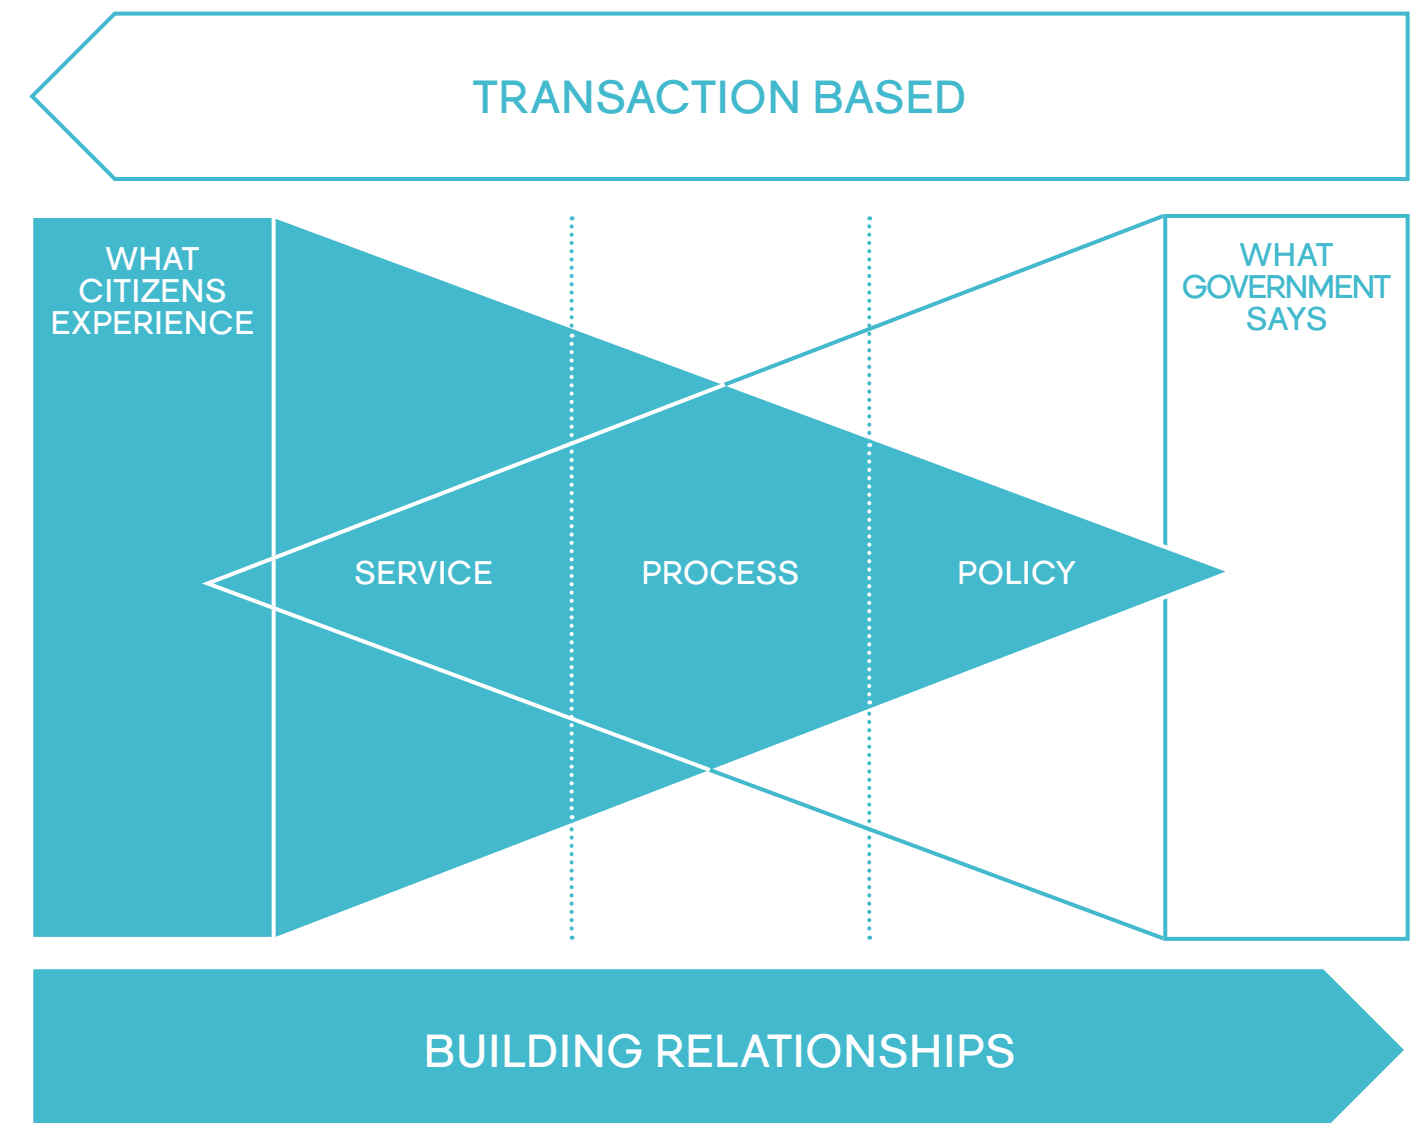 TRANSACTION BASED
WHAT
CITIZENS
EXPERIENCE
WHAT
GOVERNMENT
SAYS
SERVICE
PROCESS
POLICY
BUILDING RELATIONSHIPS